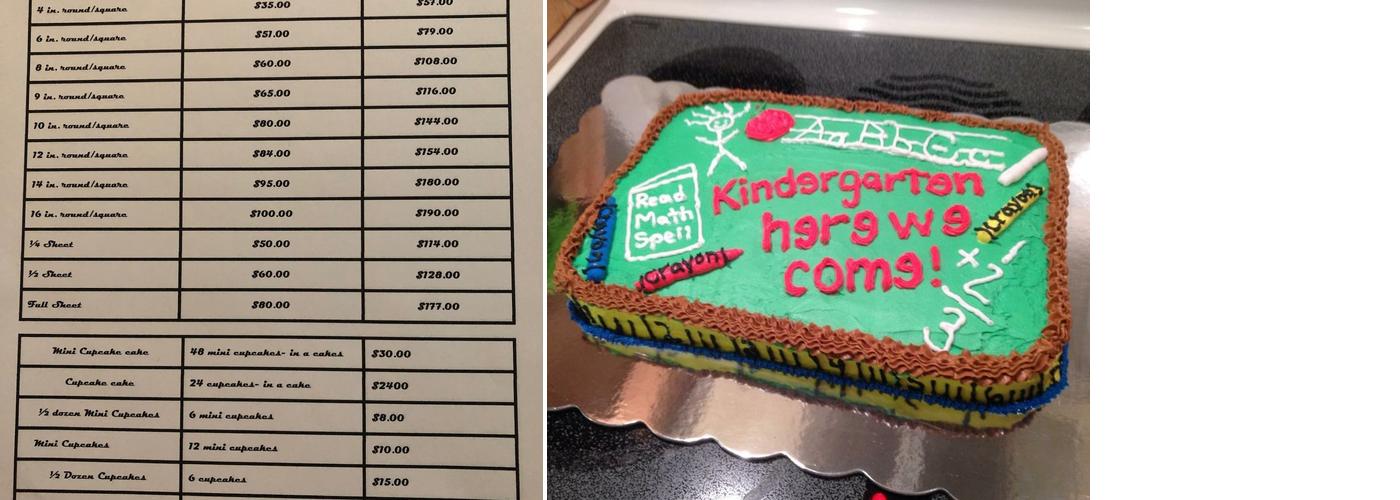 4 in. round/square $35.00 $57.00
6 in. round/square $51.00 $79.00
8 in. round/square $60.00 $108.00
9 in. round/square $65.00 $116.00
10 in. round/square $80.00 $144.00
12 in. round/square $84.00 $154.00
14 in. round/square $95.00 $180.00
16 in. round/square $100.00 $190.00
¼ Sheet $50.00 $114.00
½ Sheet $60.00 $128.00
Full Sheet $80.00 $177.00
Mini Cupcake cake 48 mini cupcakes- in a cakes $30.00
Cupcake cake 24 cupcakes- in a cake $2400
½ dozen Mini Cupcakes 6 mini cupcakes $8.00
Mini Cupcakes 12 mini cupcakes $10.00
½ Dozen Cupcakes 6 cupcakes $15.00
Aa Bb Cc
Kindergarten
here we
come!
Read
Math
Spell
Crayon
Crayon
Crayon
+ 2 -
3 /